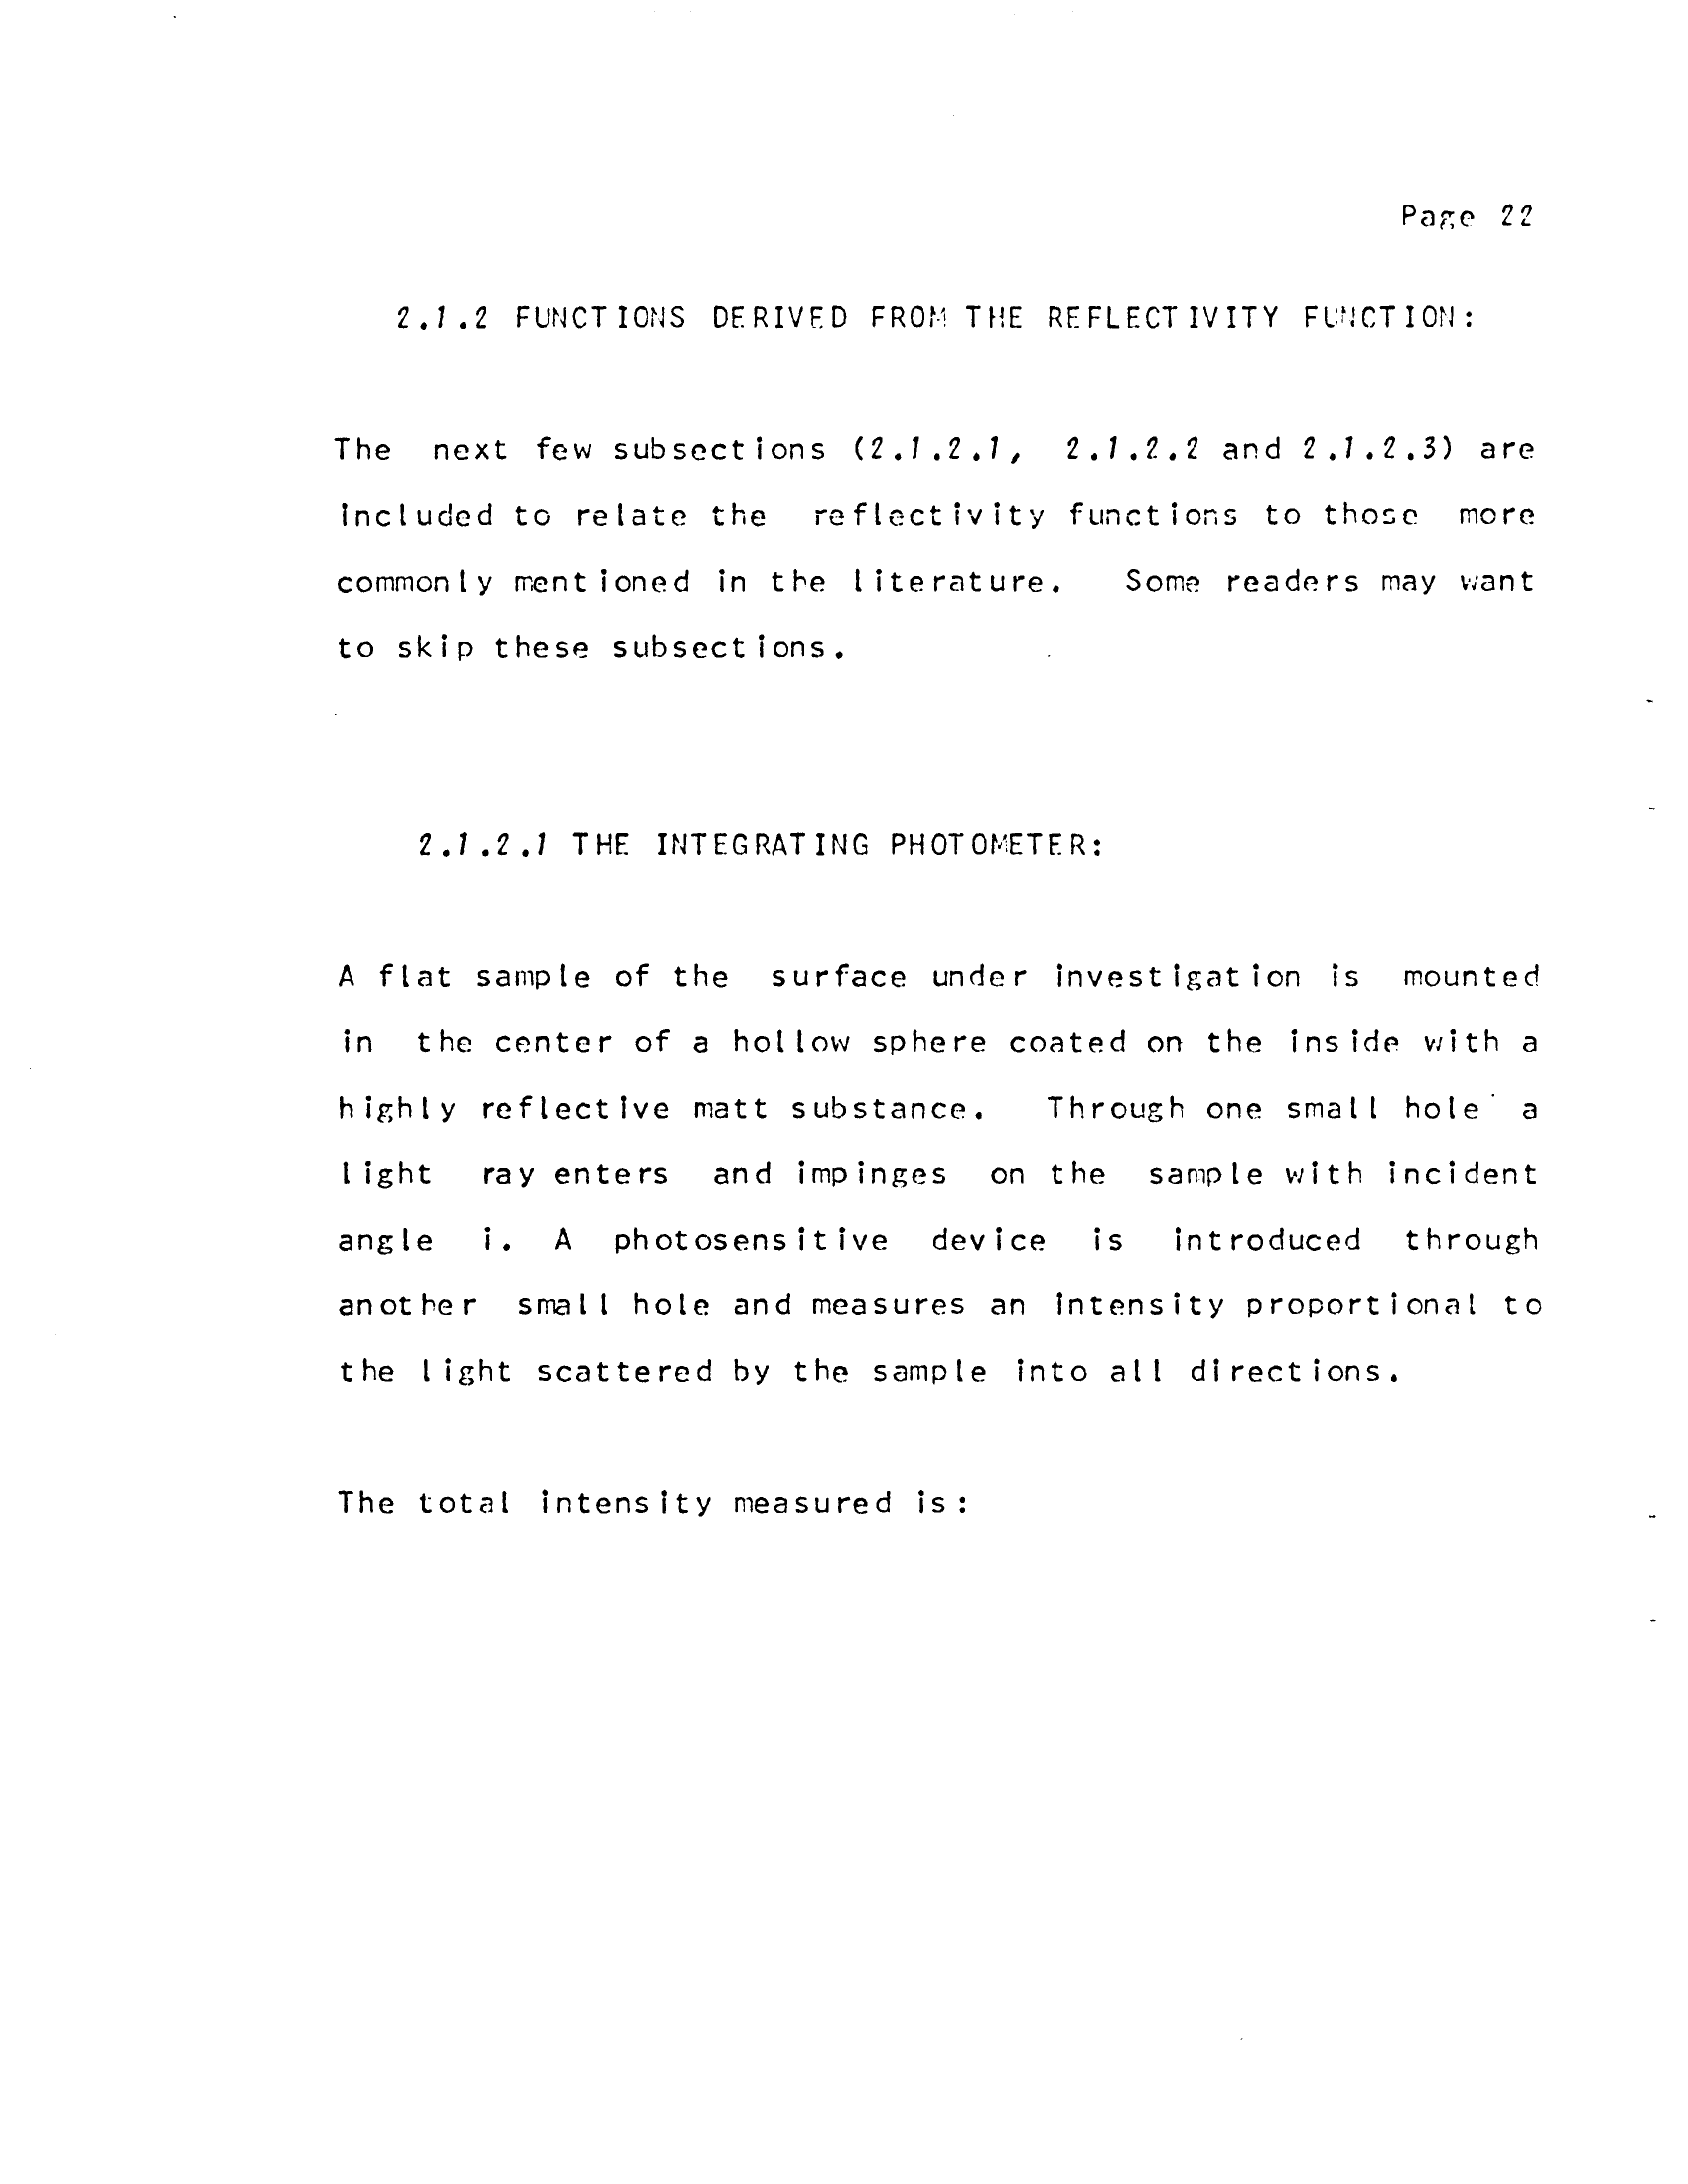 Page 22
2.1.2 FUNCTIONS DERIVED FROM THE REFLECTIVITY FUNCTION:
The next few subsections (2.1.2.1, 2.1.2.2 and 2.1.2.3) are
included to relate the reflectivity functions to those more
commonly mentioned in the literature. Some readers may want
to skip these subsections.
2.1.2.1 THE INTEGRATING PHOTOMETER:
A flat sample of the surface under investigation is mounted
in the center of a hollow sphere coated on the inside with a
highly reflective matt substance. Through one small hole a
light ray enters and impinges on the sample with incident
angle i. A photosensitive device is introduced through
another small hole and measures an intensity proportional to
the light scattered by the sample into all directions.
The total intensity measured is: